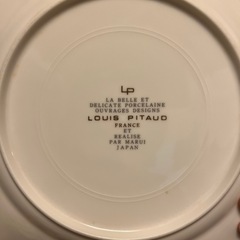 LP
LA BELLE ET
DELICATE PORCELAINE
OUVRAGES DESIGNS
LOUIS PITAUD
FRANCE
ET
REALISE
PAR MARUI
JAPAN